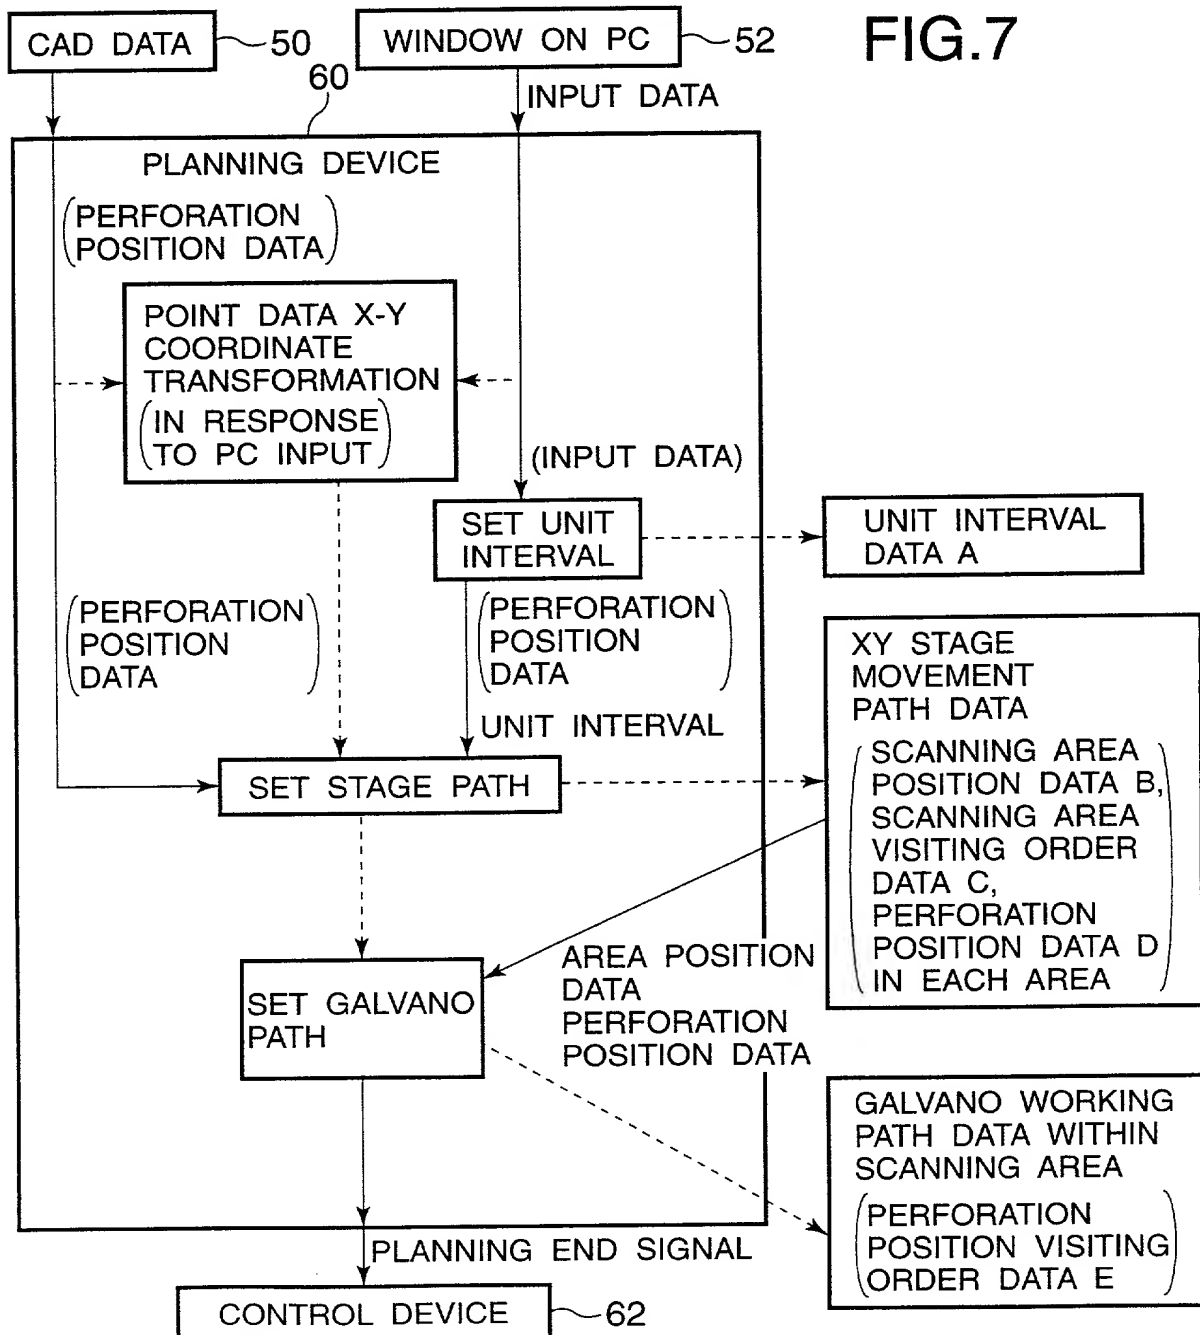 FIG.7
CAD DATA
50
WINDOW ON PC
52
60
INPUT DATA
PLANNING DEVICE
(PERFORATION
POSITION DATA)
POINT DATA X-Y
COORDINATE
TRANSFORMATION
(IN RESPONSE
TO PC INPUT)
(INPUT DATA)
SET UNIT
INTERVAL
UNIT INTERVAL
DATA A
(PERFORATION
POSITION
DATA)
(PERFORATION
POSITION
DATA)
UNIT INTERVAL
XY STAGE
MOVEMENT
PATH DATA
(SCANNING AREA
POSITION DATA B,
SCANNING AREA
VISITING ORDER
DATA C,
PERFORATION
POSITION DATA D
IN EACH AREA)
SET STAGE PATH
AREA POSITION
DATA
PERFORATION
POSITION DATA
SET GALVANO
PATH
GALVANO WORKING
PATH DATA WITHIN
SCANNING AREA
(PERFORATION
POSITION VISITING
ORDER DATA E)
PLANNING END SIGNAL
CONTROL DEVICE
62